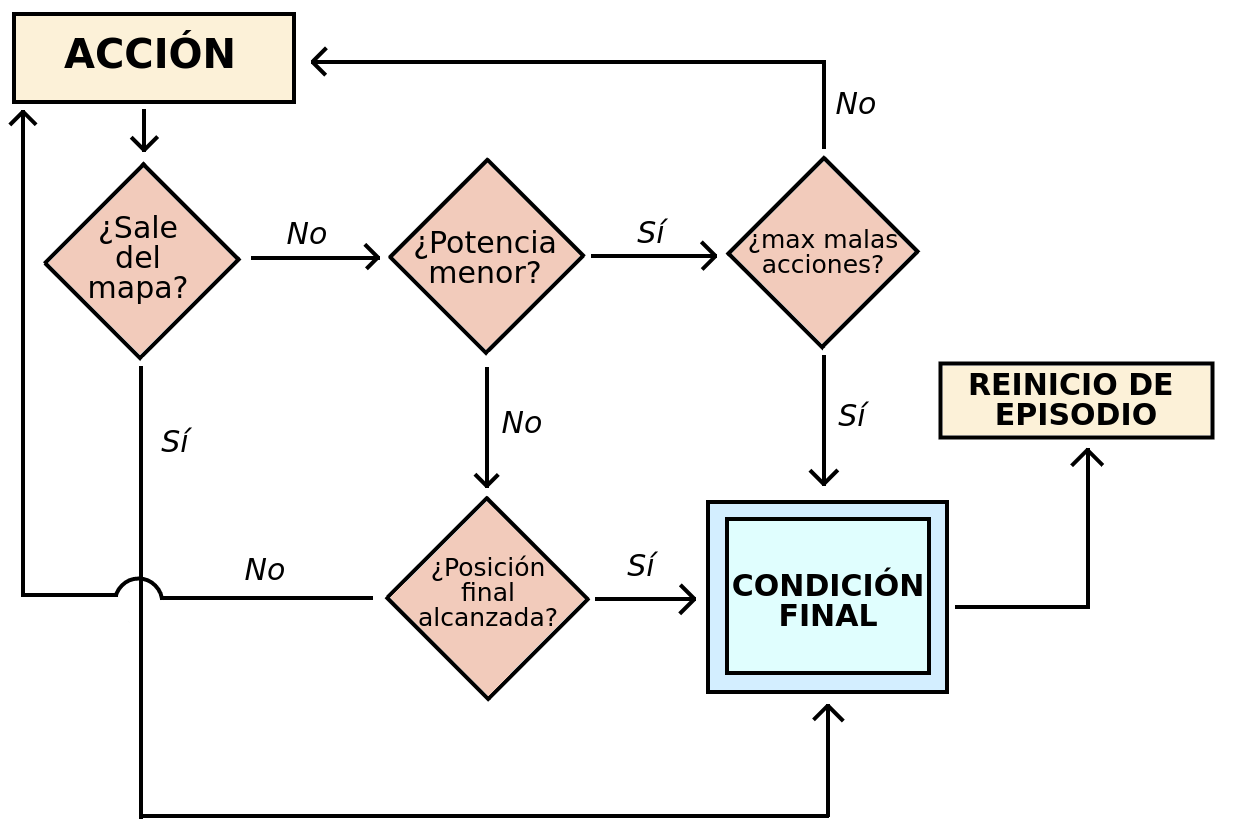 ACCIÓN
No
¿Sale
del
mapa?
No
¿Potencia
menor?
Sí
¿max malas
acciones?
Sí
No
Sí
REINICIO DE
EPISODIO
No
¿Posición
final
alcanzada?
Sí
CONDICIÓN
FINAL